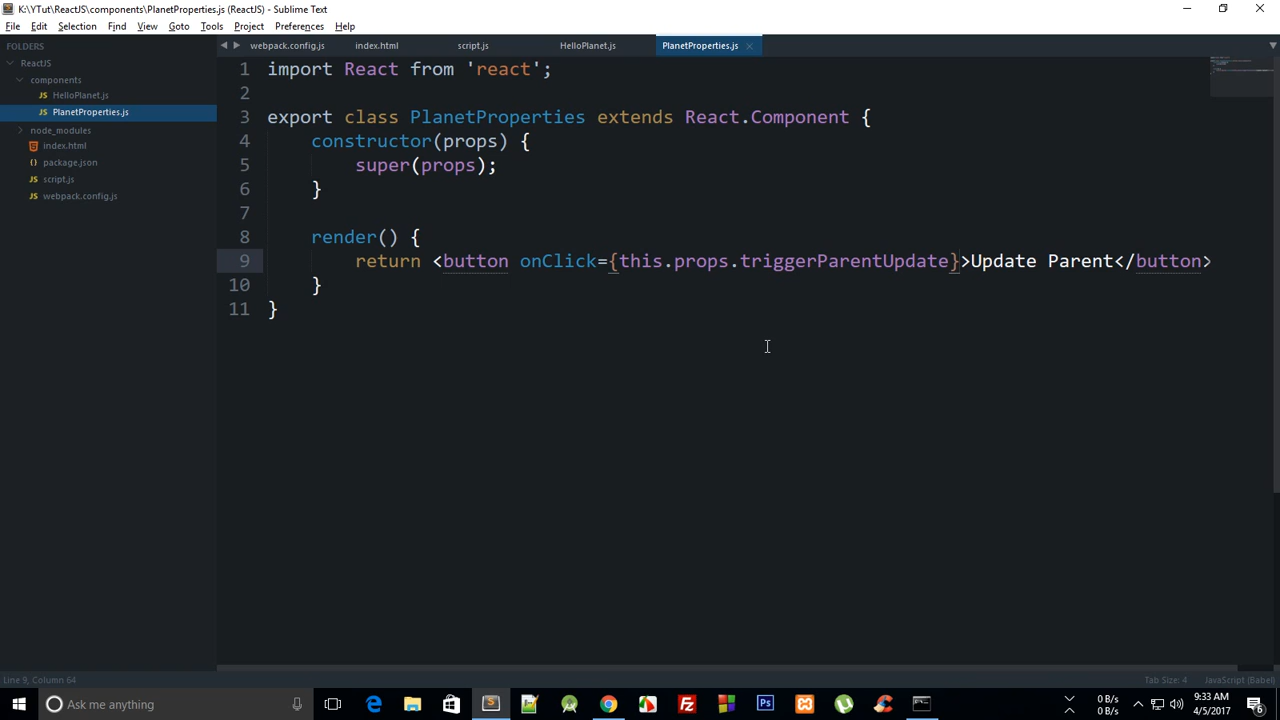 K:\YTut\ReactJS\components\PlanetProperties.js (ReactJS) - Sublime Text
File Edit Selection Find View Goto Tools Project Preferences Help
FOLDERS
ReactJS
components
JS HelloPlanet.js
JS PlanetProperties.js
node_modules
index.html
{} package.json
JS script.js
JS webpack.config.js
webpack.config.js index.html script.js HelloPlanet.js PlanetProperties.js
1 import React from 'react';
2
3 export class PlanetProperties extends React.Component {
4 constructor(props) {
5 super(props);
6 }
7
8 render() {
9 return <button onClick={this.props.triggerParentUpdate}>Update Parent</button>
10 }
11 }
Line 9, Column 64 Tab Size: 4 JavaScript (Babel)
Ask me anything
0 B/s
0 B/s
9:33 AM
4/5/2017
6